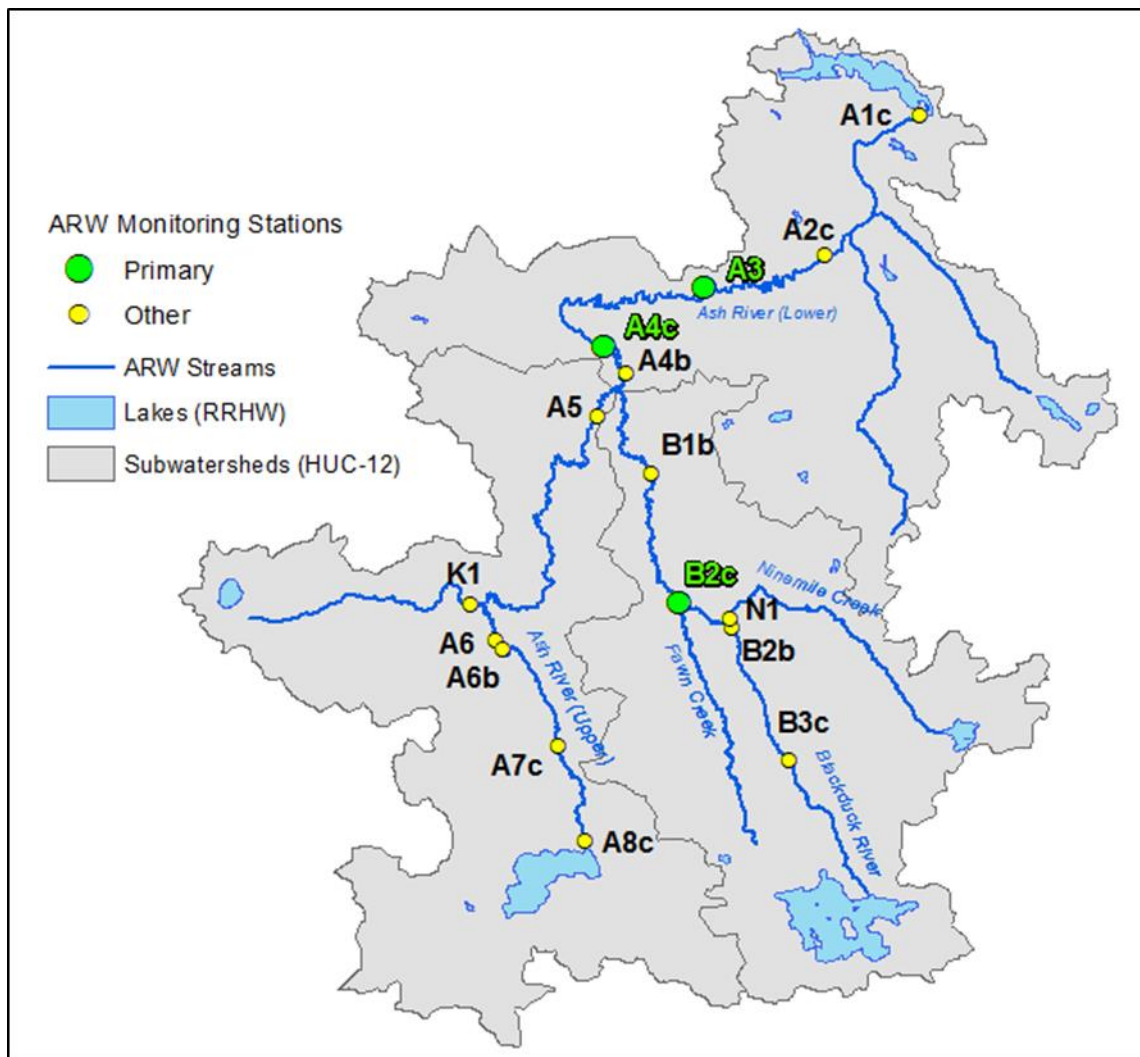 A1c
ARW Monitoring Stations
Primary
Other
ARW Streams
Lakes (RRHW)
Subwatersheds (HUC-12)
A2c
A3
Ash River (Lower)
A4c
A4b
A5
B1b
K1
B2c
Ninemile Creek
N1
A6
B2b
A6b
Ash River (Upper)
Fawn Creek
A7c
B3c
Blackduck River
A8c